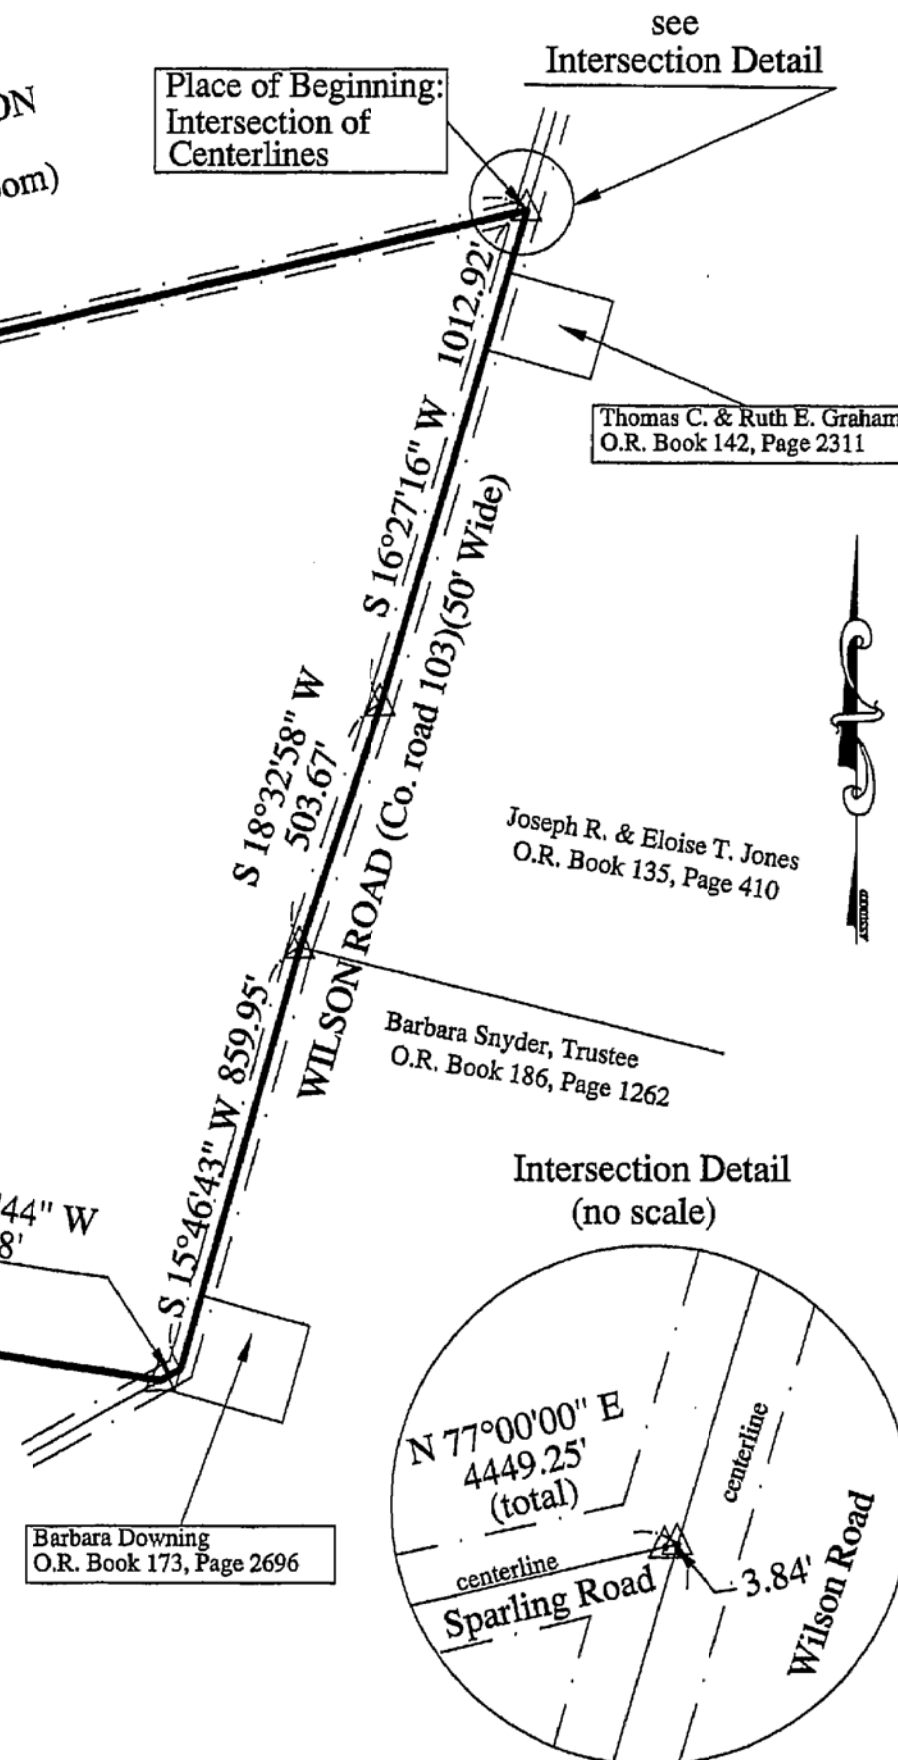 see
Intersection Detail
ON
Place of Beginning:
Intersection of
Centerlines
om)
1012.92'
S 16°27'16" W
Thomas C. & Ruth E. Graham
O.R. Book 142, Page 2311
WILSON ROAD (Co. road 103)(50' Wide)
S 18°32'58" W
503.67'
Joseph R. & Eloise T. Jones
O.R. Book 135, Page 410
S 15°46'43" W 859.95'
Barbara Snyder, Trustee
O.R. Book 186, Page 1262
'44" W
8'
Intersection Detail
(no scale)
N 77°00'00" E
4449.25'
(total)
centerline
centerline
Sparling Road
3.84'
Wilson Road
Barbara Downing
O.R. Book 173, Page 2696